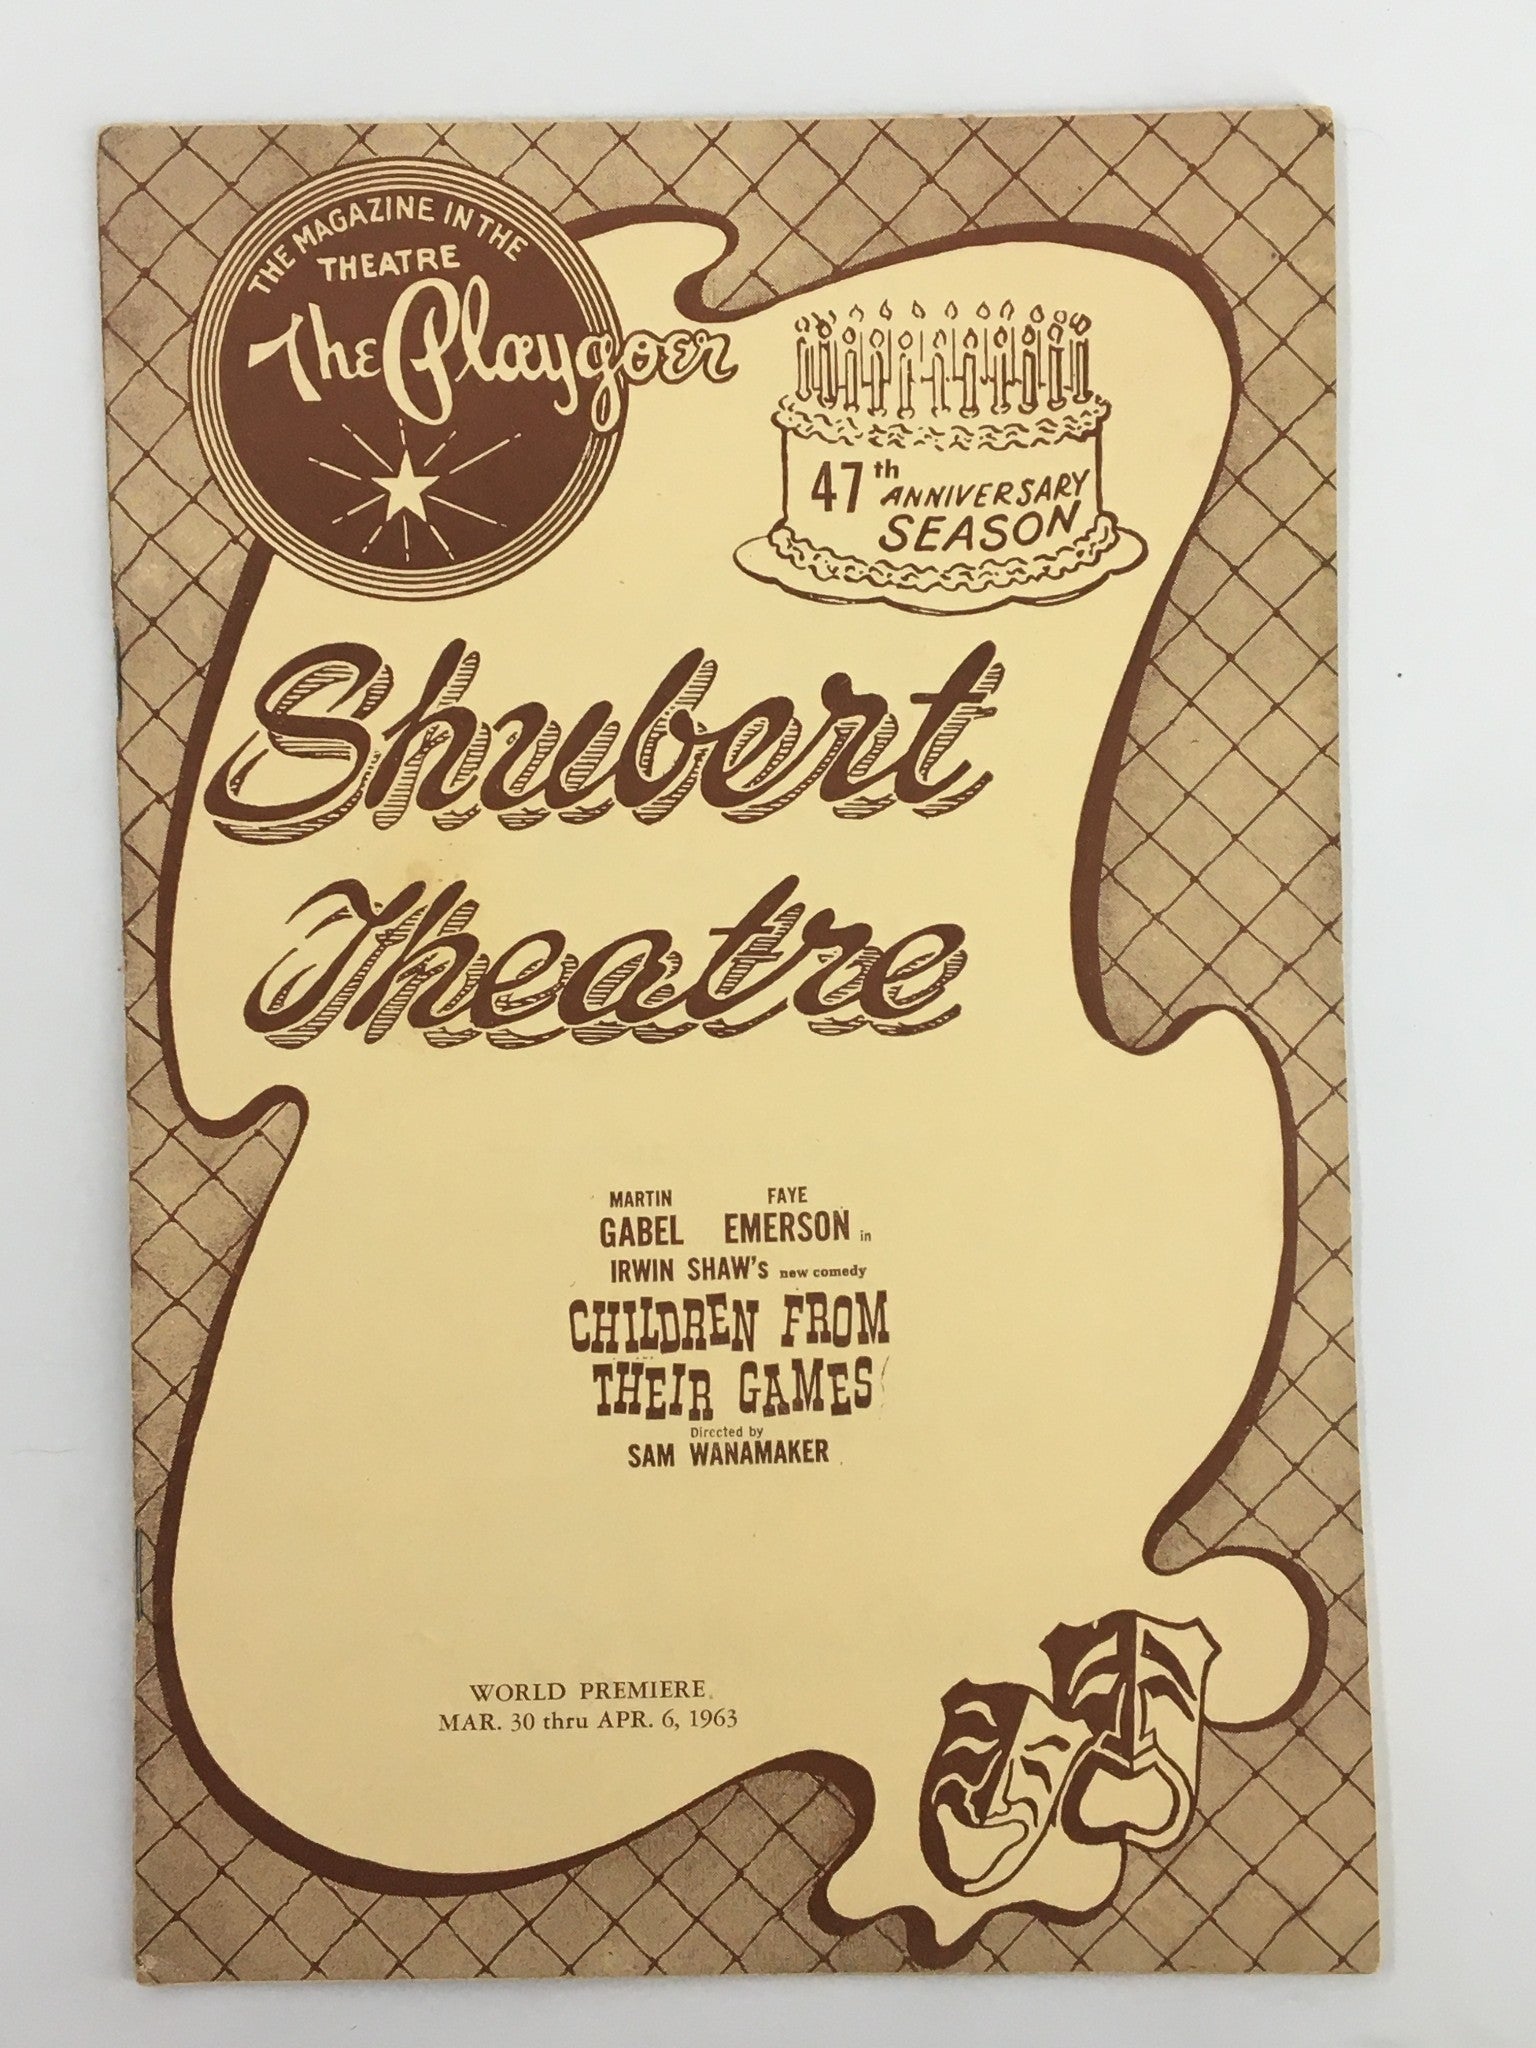 THE MAGAZINE IN THE
THEATRE
The Playgoer
47th ANNIVERSARY
SEASON
Shubert
Theatre
MARTIN FAYE
GABEL EMERSON in
IRWIN SHAW'S new comedy
CHILDREN FROM
THEIR GAMES
Directed by
SAM WANAMAKER
WORLD PREMIERE
MAR. 30 thru APR. 6, 1963